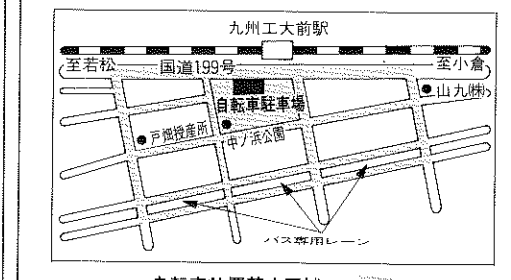 九州工大前駅
至若松
国道199号
至小倉
自転車駐車場
山九㈱
戸畑授産所
中ノ浜公園
バス専用レーン